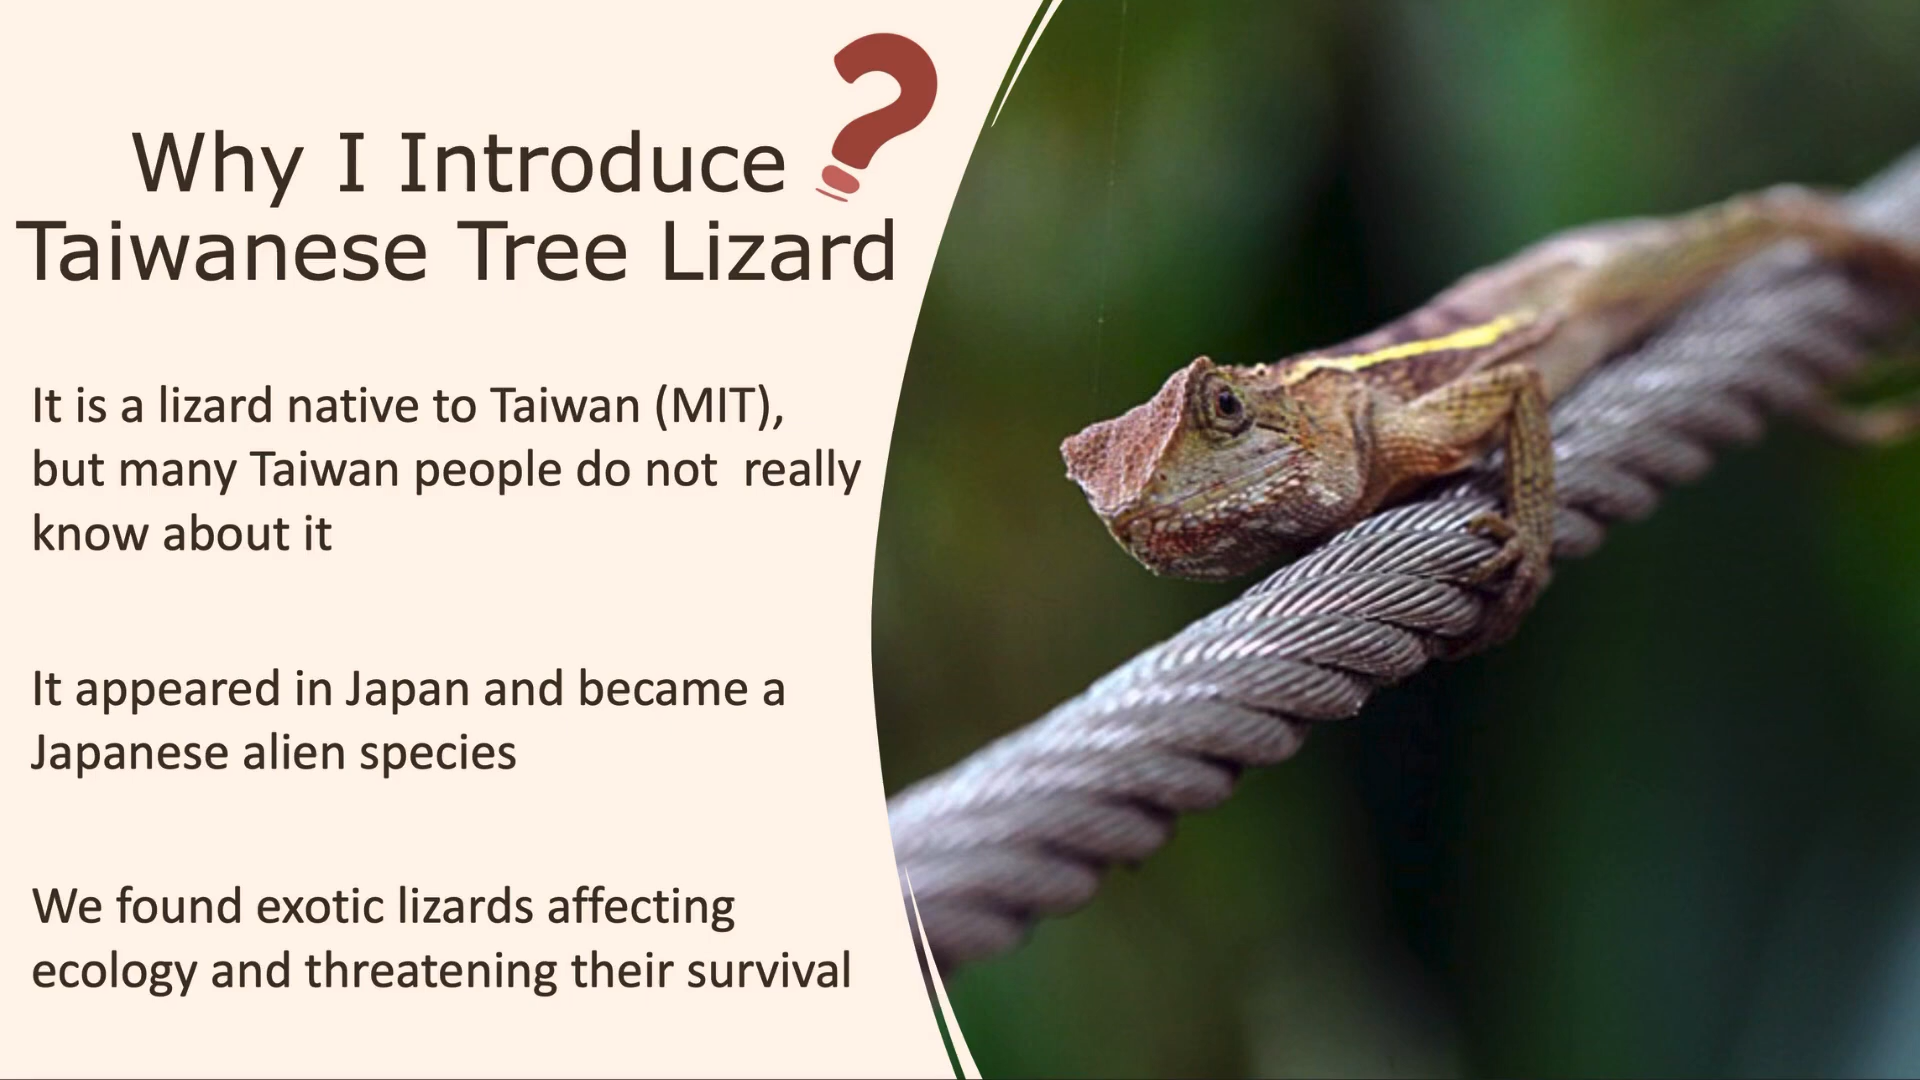 Why I Introduce ?
Taiwanese Tree Lizard
It is a lizard native to Taiwan (MIT),
but many Taiwan people do not  really
know about it
It appeared in Japan and became a
Japanese alien species
We found exotic lizards affecting
ecology and threatening their survival